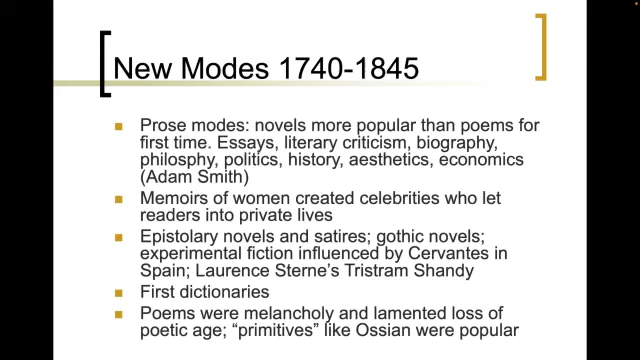 New Modes 1740-1845
Prose modes: novels more popular than poems for
first time. Essays, literary criticism, biography,
philosphy, politics, history, aesthetics, economics
(Adam Smith)
Memoirs of women created celebrities who let
readers into private lives
Epistolary novels and satires; gothic novels;
experimental fiction influenced by Cervantes in
Spain; Laurence Sterne's Tristram Shandy
First dictionaries
Poems were melancholy and lamented loss of
poetic age; “primitives” like Ossian were popular